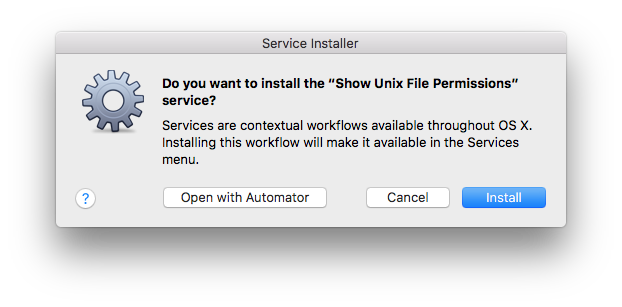 Service Installer
Do you want to install the “Show Unix File Permissions”
service?
Services are contextual workflows available throughout OS X.
Installing this workflow will make it available in the Services
menu.
?
Open with Automator
Cancel
Install